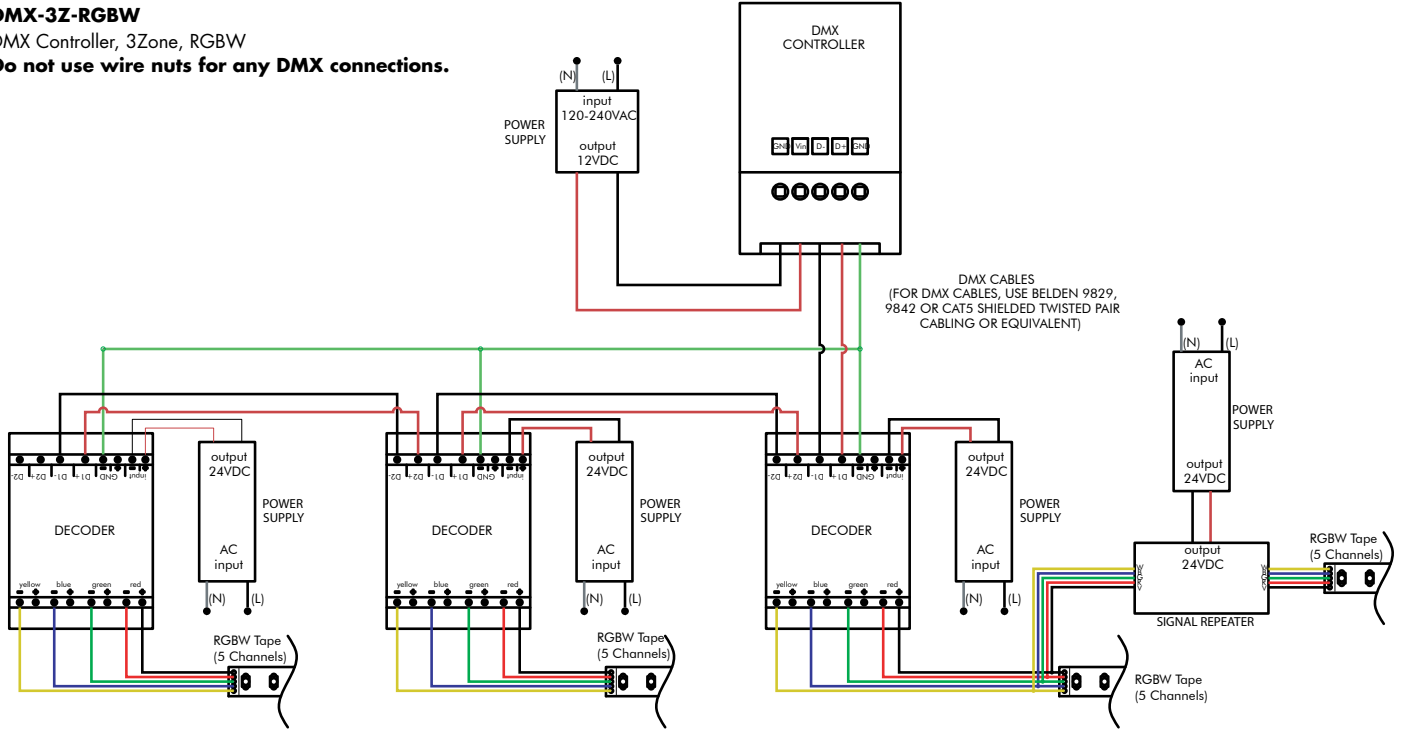 DMX-3Z-RGBW
DMX Controller, 3Zone, RGBW
Do not use wire nuts for any DMX connections.
DMX
CONTROLLER
GND Vin D- D+ GND
(N) (L)
input
120-240VAC
output
12VDC
POWER
SUPPLY
DMX CABLES
(FOR DMX CABLES, USE BELDEN 9829,
9842 OR CAT5 SHIELDED TWISTED PAIR
CABLING OR EQUIVALENT)
(N) (L)
AC
input
output
24VDC
POWER
SUPPLY
D2- D2+ D1- D1+ GND input
DECODER
yellow blue green red
output
24VDC
AC
input
POWER
SUPPLY
(N) (L)
RGBW Tape
(5 Channels)
D2- D2+ D1- D1+ GND input
DECODER
yellow blue green red
output
24VDC
AC
input
POWER
SUPPLY
(N) (L)
RGBW Tape
(5 Channels)
D2- D2+ D1- D1+ GND input
DECODER
yellow blue green red
output
24VDC
AC
input
POWER
SUPPLY
(N) (L)
RGBW Tape
(5 Channels)
output
24VDC
SIGNAL REPEATER
RGBW Tape
(5 Channels)